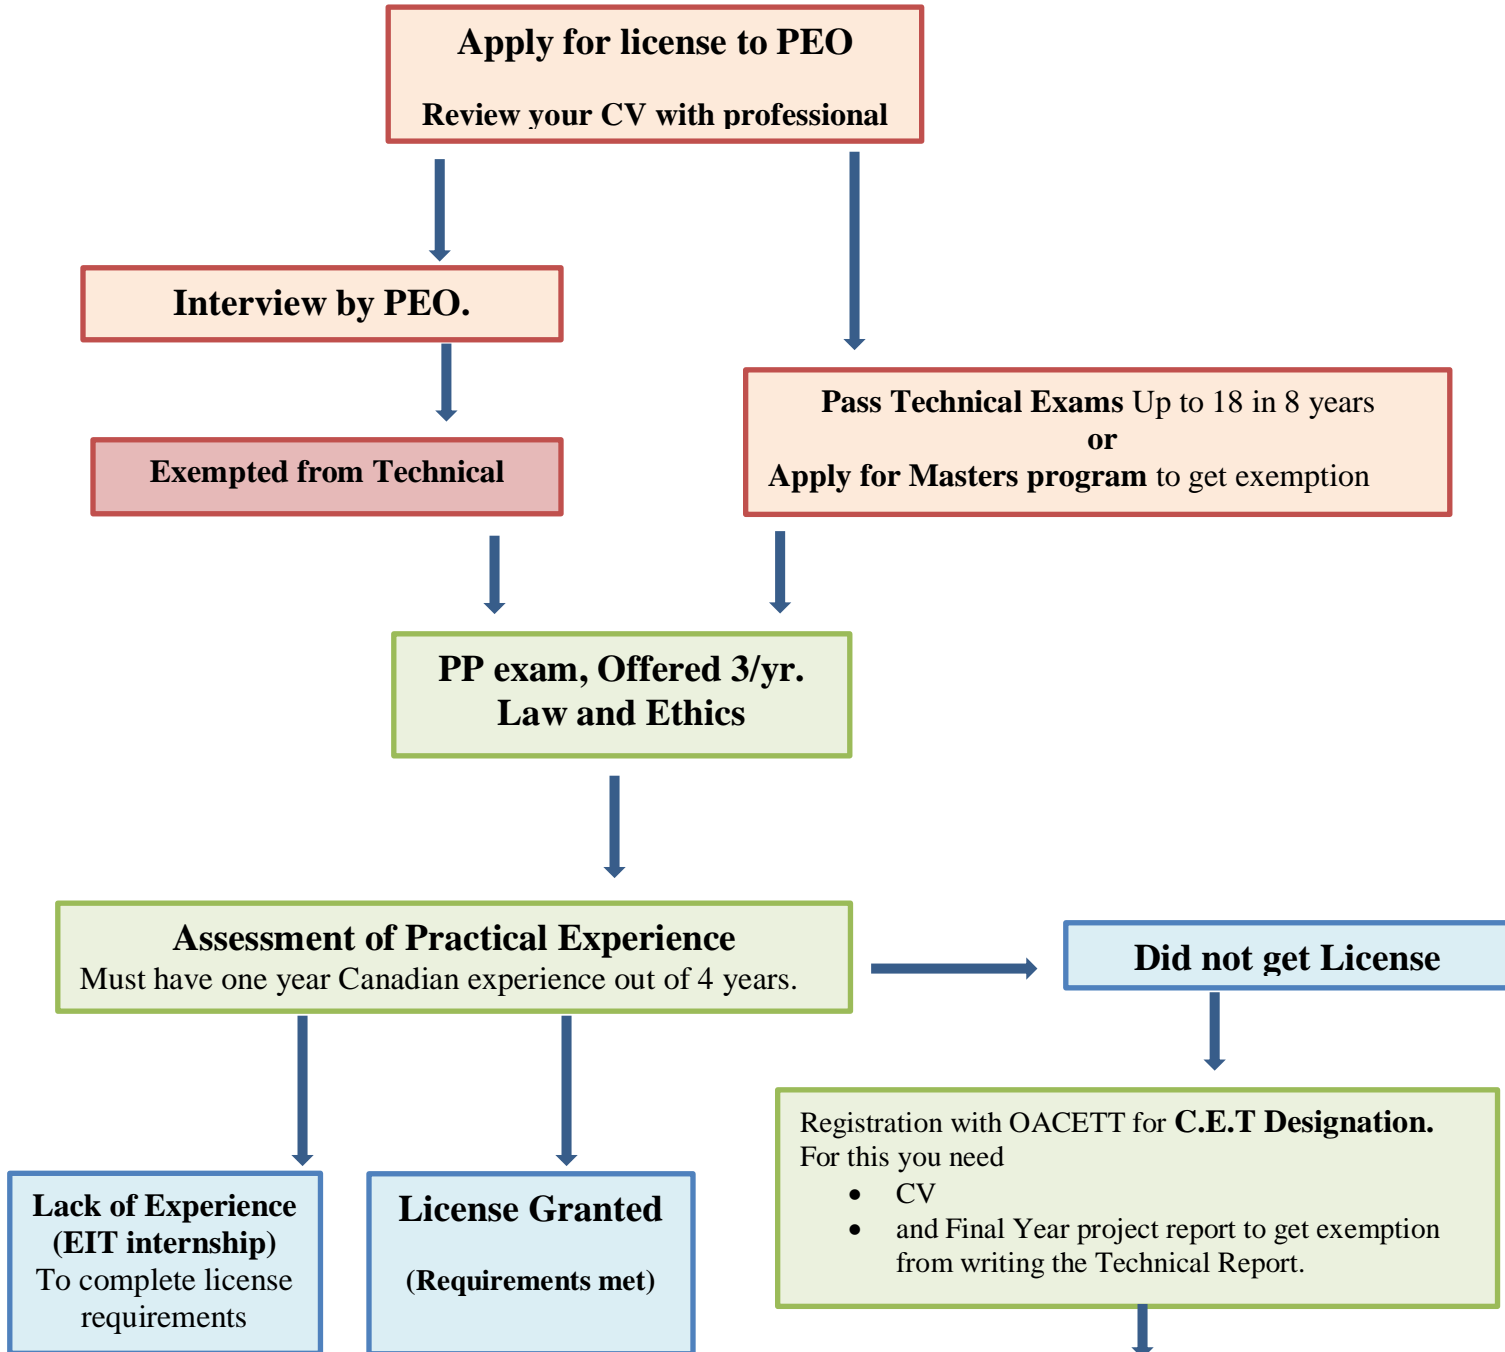 Apply for license to PEO
Review your CV with professional
Interview by PEO.
Exempted from Technical
Pass Technical Exams Up to 18 in 8 years
or
Apply for Masters program to get exemption
PP exam, Offered 3/yr.
Law and Ethics
Assessment of Practical Experience
Must have one year Canadian experience out of 4 years.
Did not get License
Registration with OACETT for C.E.T Designation.
For this you need
• CV
• and Final Year project report to get exemption
from writing the Technical Report.
Lack of Experience
(EIT internship)
To complete license
requirements
License Granted
(Requirements met)